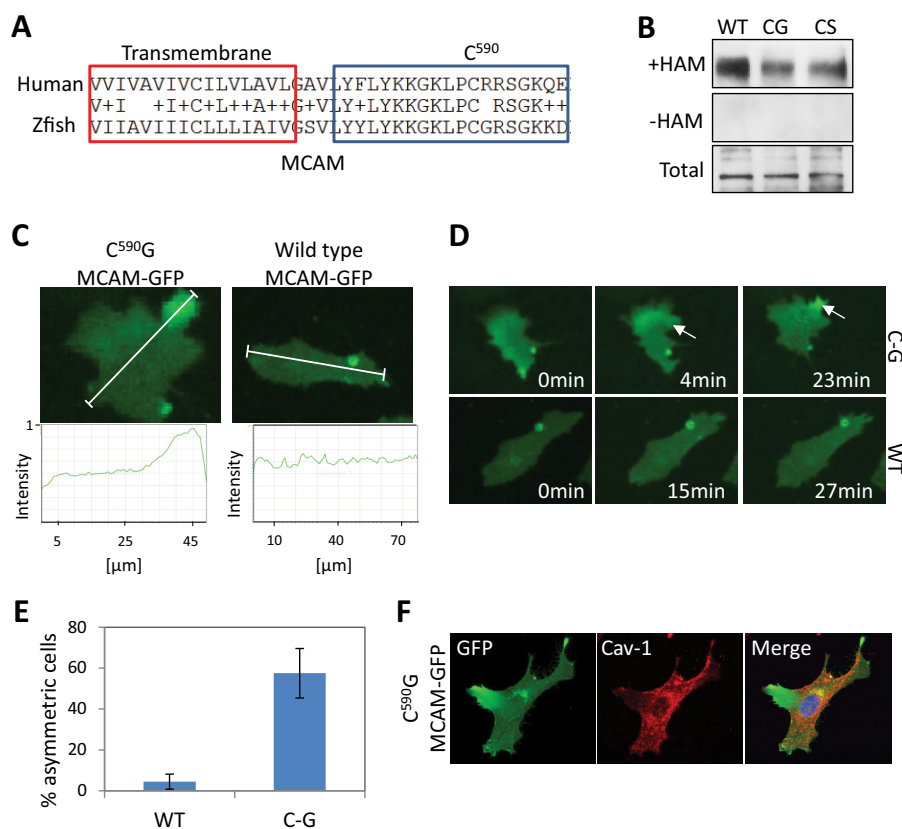 A
Transmembrane
C590
Human VVIVAVIVCILVLAVLGAVLYFLYKKGKLPCRRSGKQE
V+I +I+C+L++A++G+VLY+LYKKGKLPC RSGK++
Zfish VIIAVIIICLLLIAIVGSVLYYLYKKGKLPCGRSGKKD
MCAM
B
WT CG CS
+HAM
-HAM
Total
C
C590G
MCAM-GFP
Wild type
MCAM-GFP
1
Intensity
5 25 45
[μm]
Intensity
10 40 70
[μm]
D
0min 4min 23min
C-G
0min 15min 27min
WT
E
% asymmetric cells
80
60
40
20
0
WT C-G
F
C590G
MCAM-GFP
GFP Cav-1 Merge